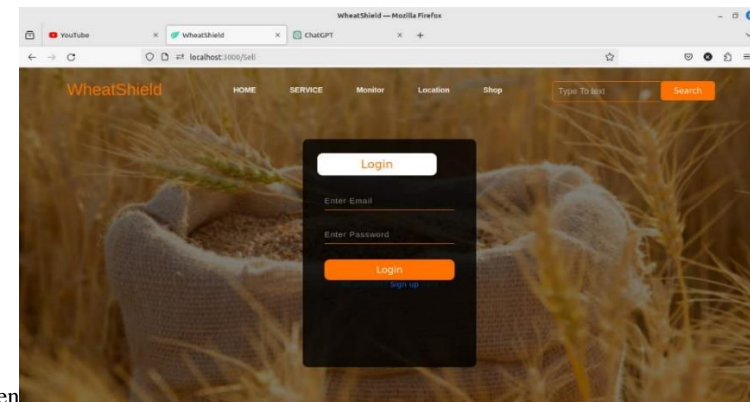 WheatShield — Mozilla Firefox
YouTube
WheatShield
ChatGPT
localhost:3000/Sell
WheatShield
HOME SERVICE Monitor Location Shop
Type To text
Search
Login
Enter Email
Enter Password
Login
Sign up
en